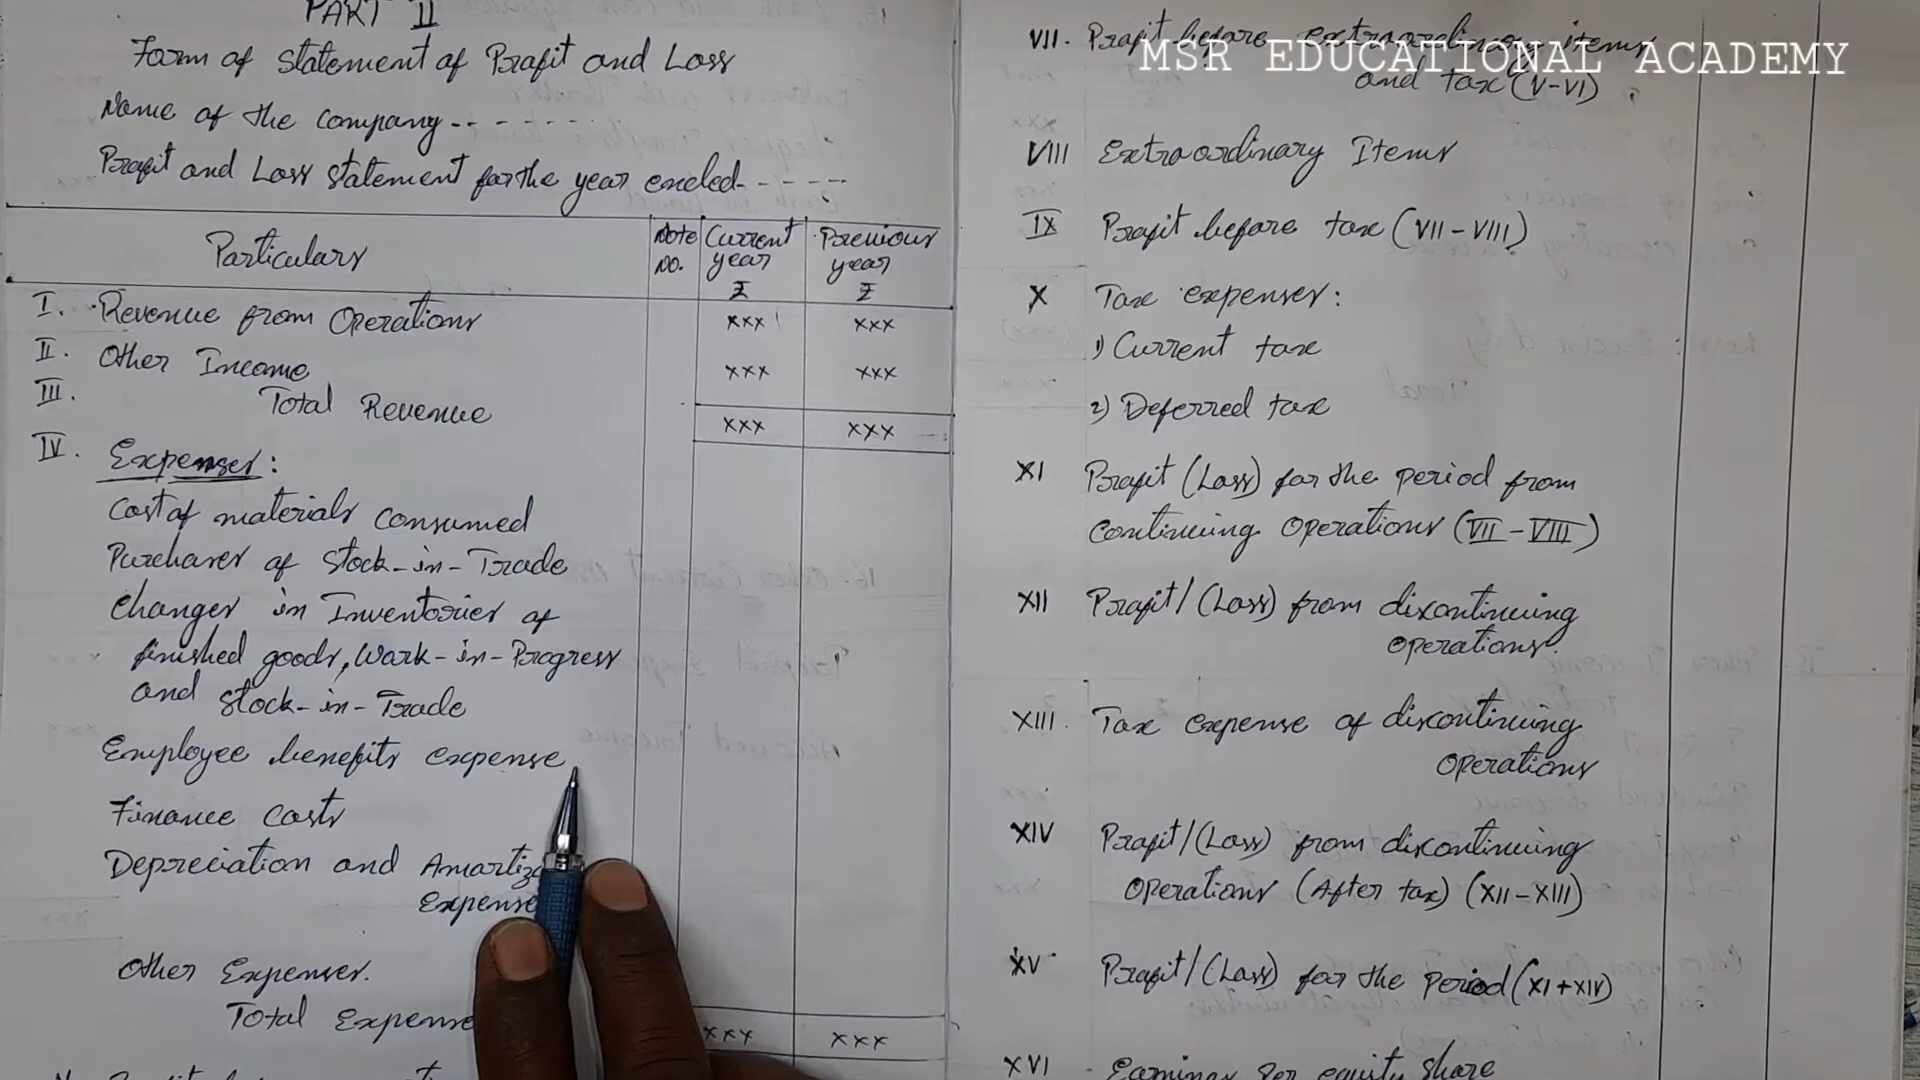 PART II
Form of Statement of Profit and Loss
Name of the company - - - - - - -
Profit and Loss statement for the year ended - - - - -
Particulars
Note No.
Current year ₹
Previous year ₹
I. Revenue from Operations xxx xxx
II. Other Income xxx xxx
III. Total Revenue xxx xxx
IV. Expenses:
Cost of materials consumed
Purchases of Stock-in-Trade
Changes in Inventories of
finished goods, Work-in-Progress
and Stock-in-Trade
Employee benefits expense
Finance Costs
Depreciation and
Expense
Other Expenses.
Total Expense xxx xxx
MSR EDUCATIONAL ACADEMY
VII. Profit before extraordinary items
and tax (V-VI)
VIII Extraordinary Items
IX Profit before tax (VII-VIII)
X Tax expenses:
1) Current tax
2) Deferred tax
XI Profit (Loss) for the period from
continuing operations (VII-VIII)
XII Profit/(Loss) from discontinuing
Operations.
XIII. Tax expense of discontinuing
Operations
XIV Profit/(Loss) from discontinuing
Operations (After tax) (XII-XIII)
XV Profit/(Loss) for the Period (XI+XIV)
XVI Earnings per equity share